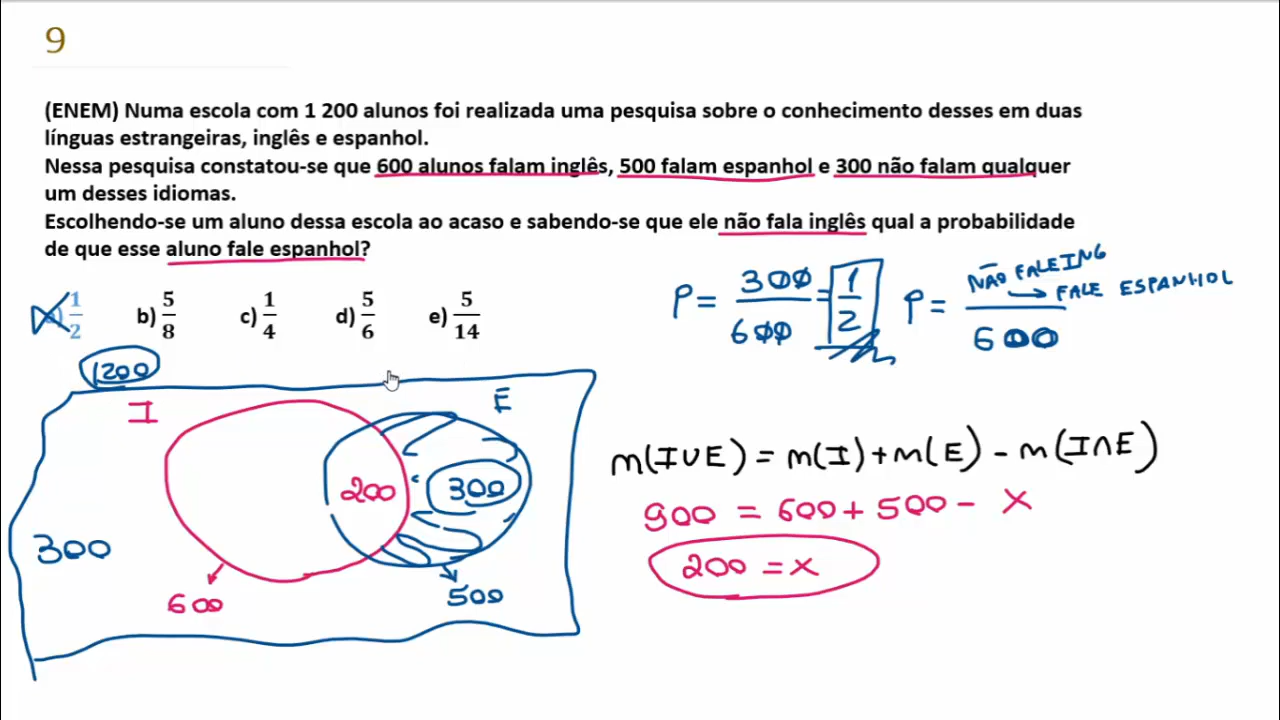 9
(ENEM) Numa escola com 1 200 alunos foi realizada uma pesquisa sobre o conhecimento desses em duas
línguas estrangeiras, inglês e espanhol.
Nessa pesquisa constatou-se que 600 alunos falam inglês, 500 falam espanhol e 300 não falam qualquer
um desses idiomas.
Escolhendo-se um aluno dessa escola ao acaso e sabendo-se que ele não fala inglês qual a probabilidade
de que esse aluno fale espanhol?
a) 1/2 b) 5/8 c) 1/4 d) 5/6 e) 5/14
P = 300/600 = 1/2
P = NÃO FALE ING → FALE ESPANHOL / 600
1200
I E
200 300
300
600 500
m(I∪E) = m(I) + m(E) - m(I∩E)
900 = 600 + 500 - X
200 = X